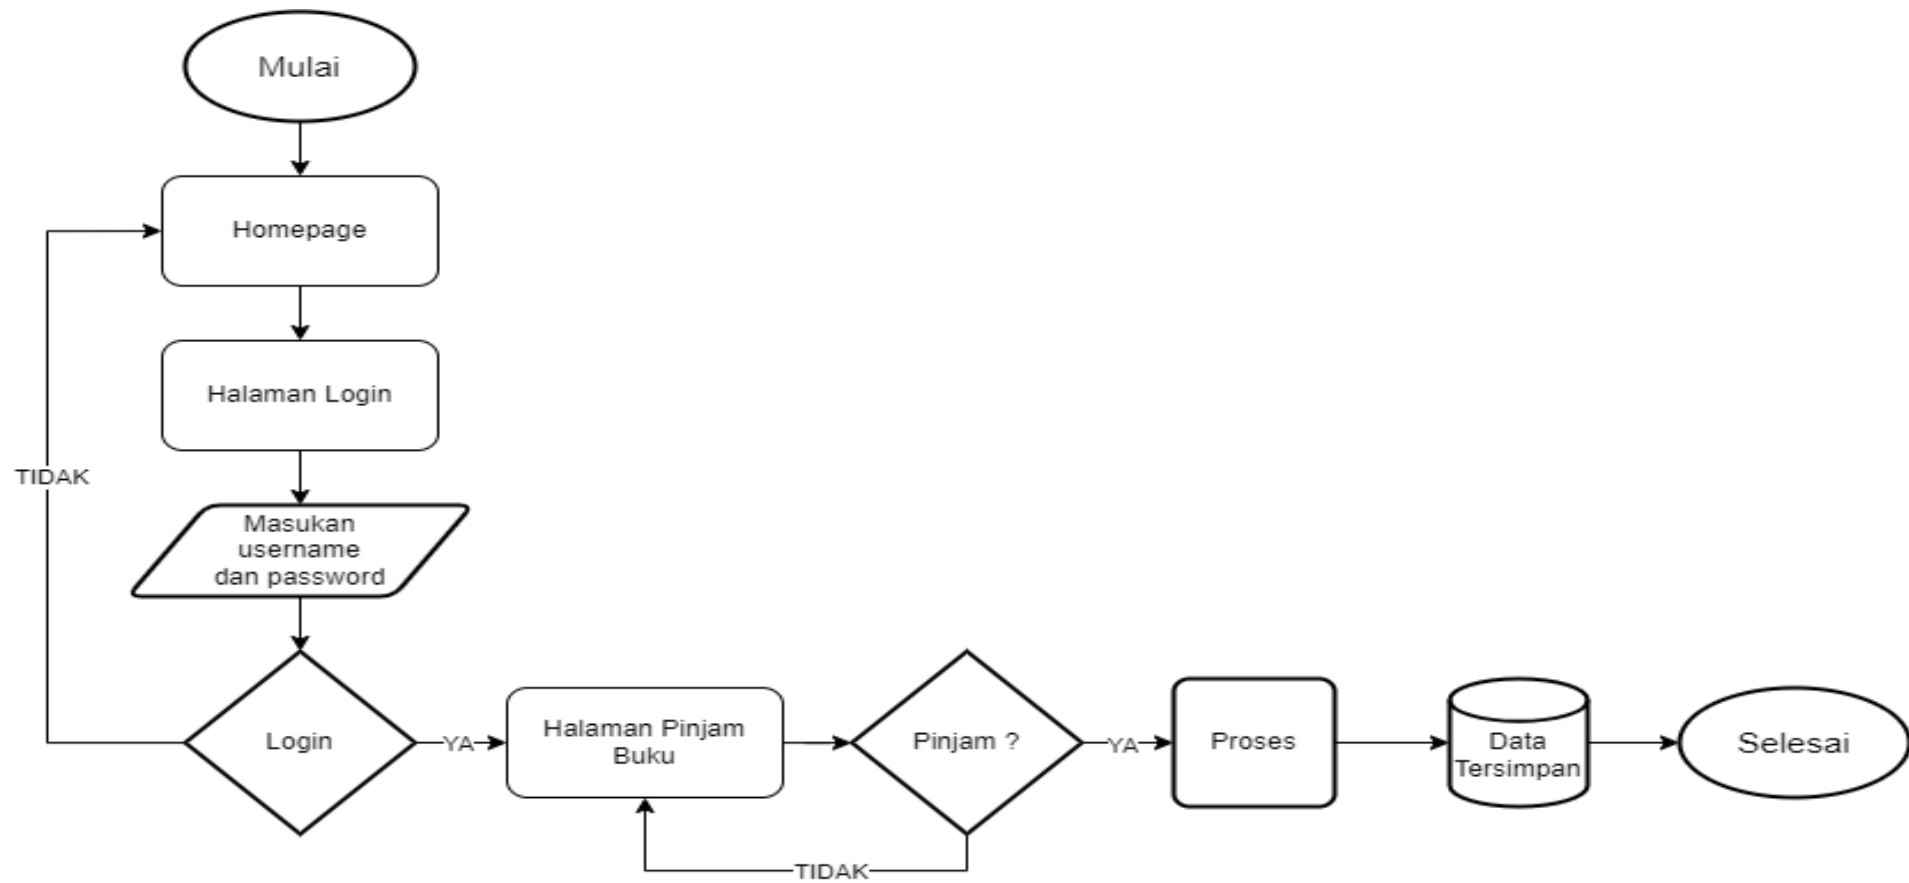 Mulai
Homepage
Halaman Login
TIDAK
Masukan
username
dan password
Login
YA
Halaman Pinjam
Buku
Pinjam ?
YA
Proses
Data
Tersimpan
Selesai
TIDAK